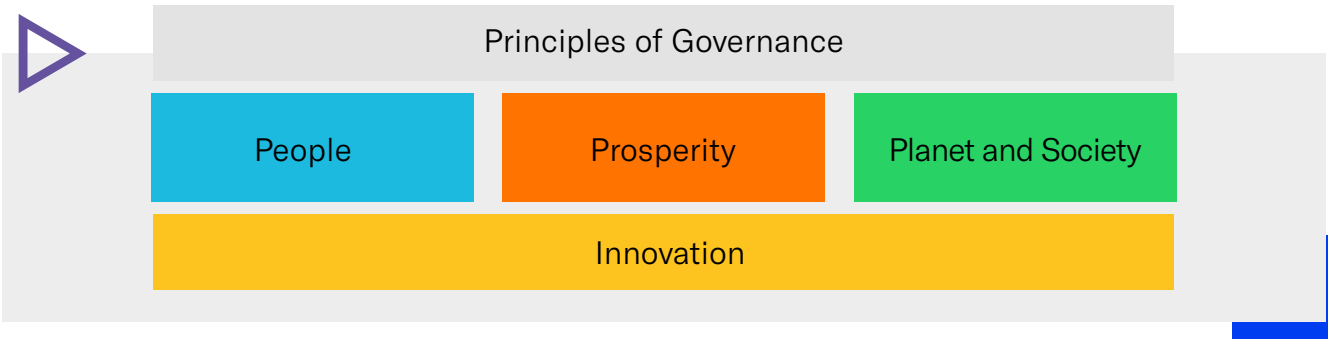 Principles of Governance
People
Prosperity
Planet and Society
Innovation